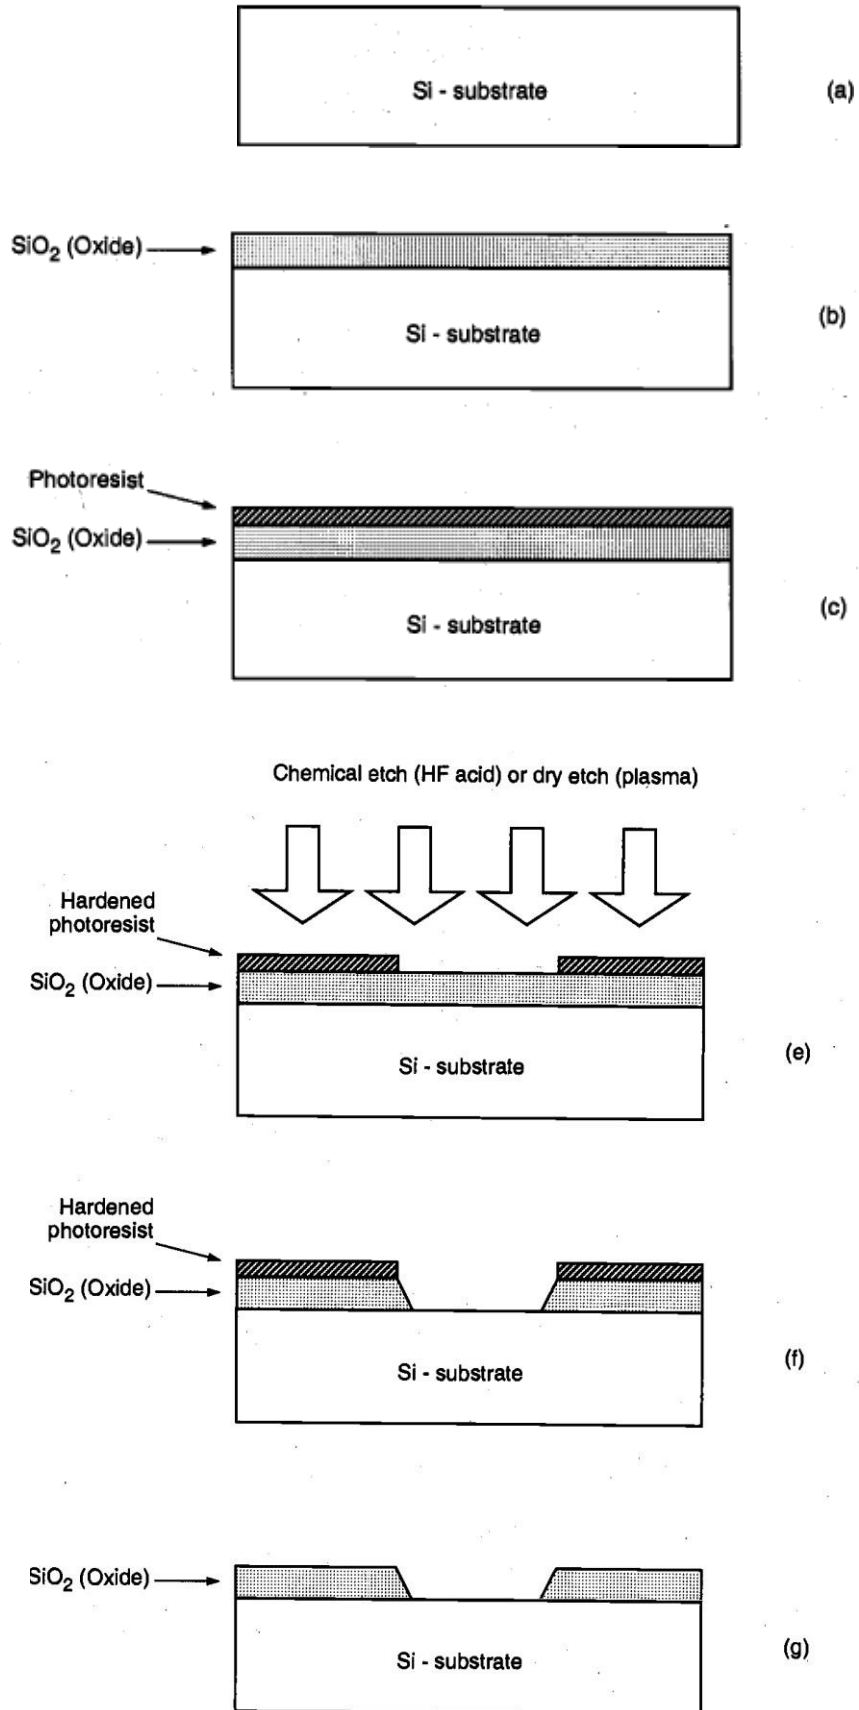 Si - substrate
(a)
SiO2 (Oxide)
Si - substrate
(b)
Photoresist
SiO2 (Oxide)
Si - substrate
(c)
Chemical etch (HF acid) or dry etch (plasma)
Hardened
photoresist
SiO2 (Oxide)
Si - substrate
(e)
Hardened
photoresist
SiO2 (Oxide)
Si - substrate
(f)
SiO2 (Oxide)
Si - substrate
(g)